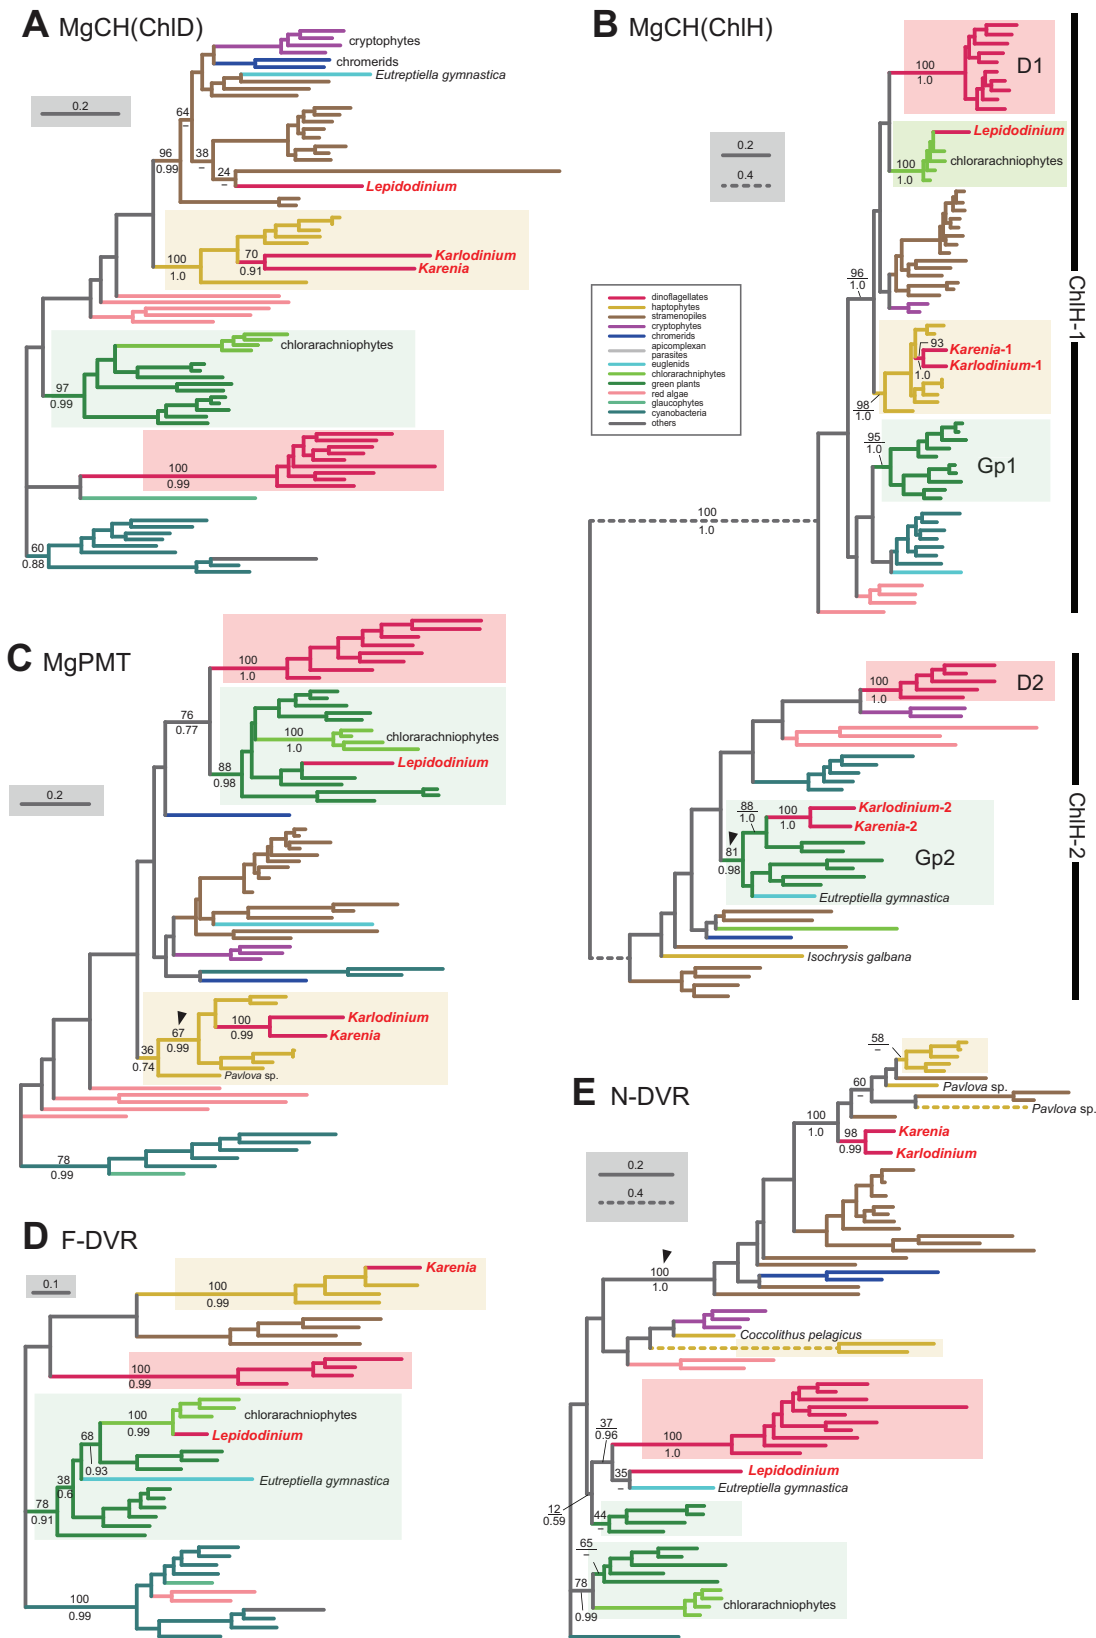 A MgCH(ChlD)
0.2
cryptophytes
chromerids
Eutreptiella gymnastica
64
–
38
–
24
–
96
0.99
Lepidodinium
100
1.0
70
0.91
Karlodinium
Karenia
chlorarachniophytes
97
0.99
100
0.99
60
0.88
B MgCH(ChlH)
0.2
0.4
100
1.0
D1
Lepidodinium
chlorarachniophytes
100
1.0
96
1.0
93
1.0
Karenia-1
Karlodinium-1
98
1.0
95
1.0
Gp1
100
1.0
ChlH-1
dinoflagellates
haptophytes
stramenopiles
cryptophytes
chromerids
apicomplexan
parasites
euglenids
chlorarachniphytes
green plants
red algae
glaucophytes
cyanobacteria
others
100
1.0
D2
88
1.0
100
1.0
Karlodinium-2
Karenia-2
81
0.98
Gp2
Eutreptiella gymnastica
Isochrysis galbana
ChlH-2
C MgPMT
0.2
100
1.0
76
0.77
100
1.0
chlorarachniophytes
Lepidodinium
88
0.98
67
0.99
100
0.99
Karlodinium
Karenia
36
0.74
Pavlova sp.
78
0.99
D F-DVR
0.1
100
0.99
Karenia
100
0.99
100
0.99
chlorarachniophytes
Lepidodinium
68
0.93
38
0.6
Eutreptiella gymnastica
78
0.91
100
0.99
E N-DVR
0.2
0.4
58
–
60
–
Pavlova sp.
Pavlova sp.
100
1.0
98
0.99
Karenia
Karlodinium
100
1.0
Coccolithus pelagicus
37
0.96
100
1.0
35
–
Lepidodinium
Eutreptiella gymnastica
12
0.59
44
–
65
–
78
0.99
chlorarachniophytes